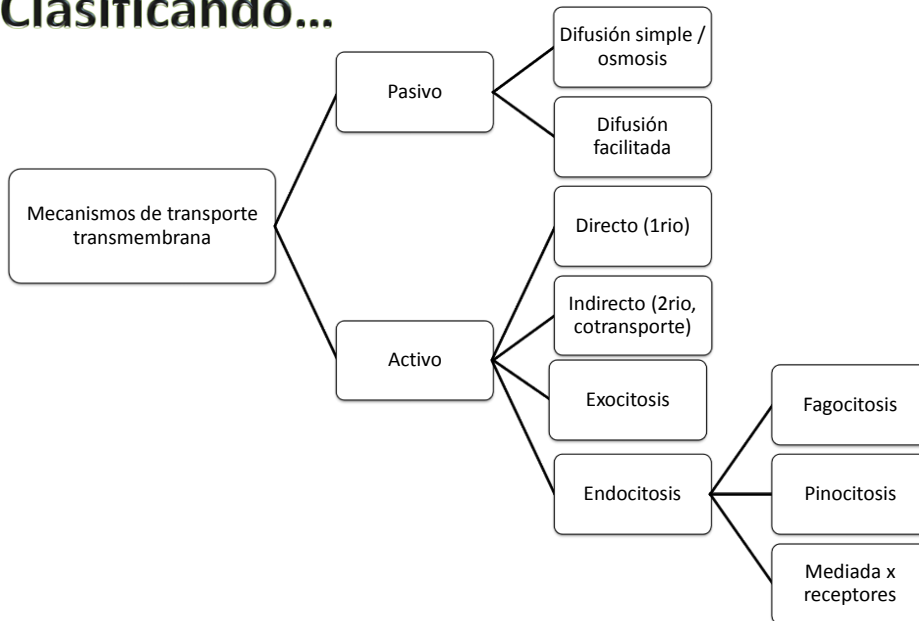 Clasificando...
Difusión simple /
osmosis
Pasivo
Difusión
facilitada
Mecanismos de transporte
transmembrana
Directo (1rio)
Indirecto (2rio,
cotransporte)
Activo
Exocitosis
Fagocitosis
Endocitosis
Pinocitosis
Mediada x
receptores